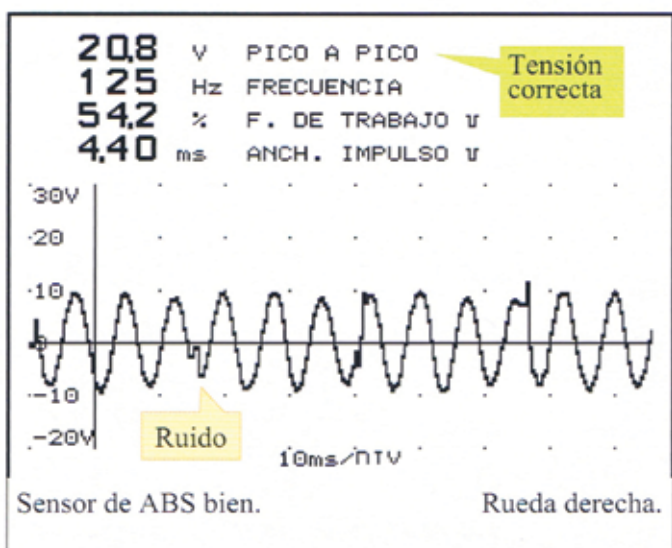 20,8 V PICO A PICO
Tensión
correcta
125 Hz FRECUENCIA
54,2 % F. DE TRABAJO
4,40 ms ANCH. IMPULSO
30V
20
10
0
-10
-20V
Ruido
10ms/DIV
Sensor de ABS bien. Rueda derecha.